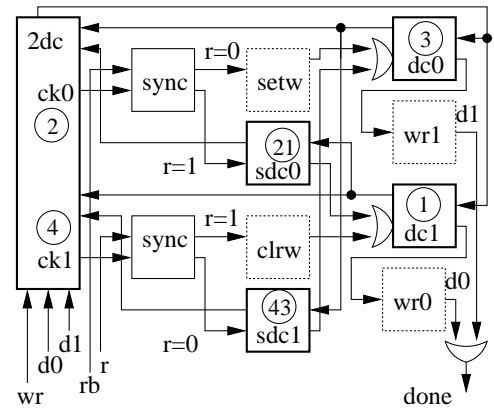 2dc
r=0
3
sync
setw
dc0
ck0
d1
2
21
wr1
r=1
sdc0
1
4
r=1
sync
clrw
dc1
ck1
43
wr0
d0
r=0
sdc1
d1
d0
r
wr
rb
done